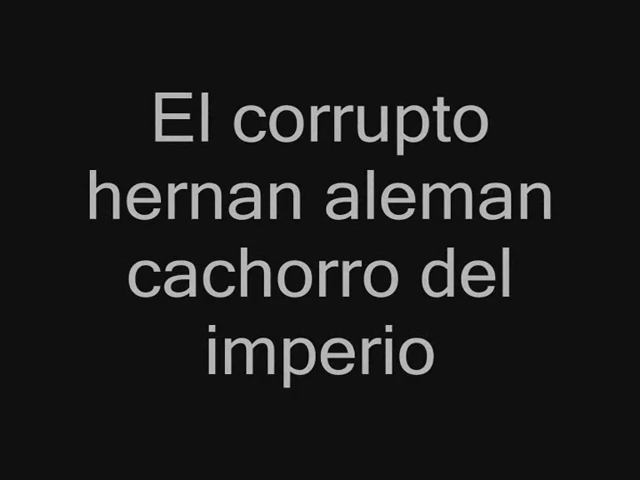 El corrupto
hernan aleman
cachorro del
imperio